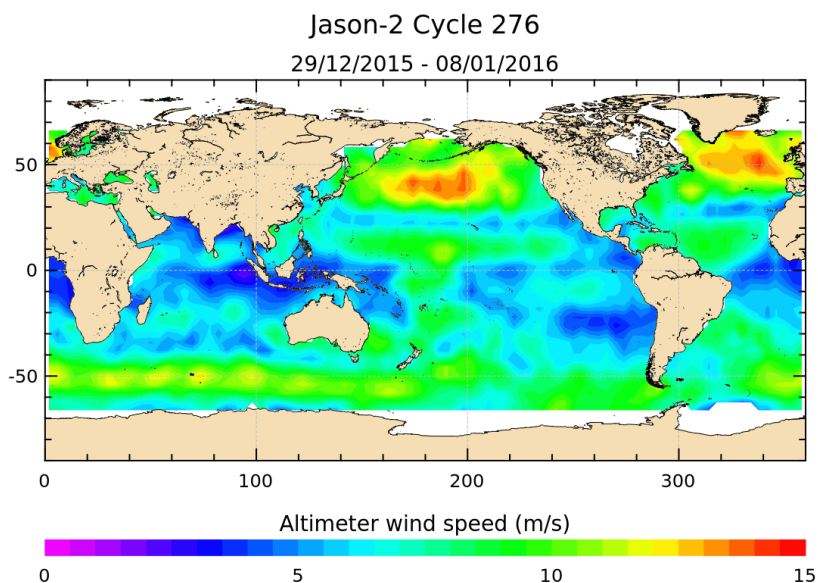 Jason-2 Cycle 276
29/12/2015 - 08/01/2016
50
0
-50
0 100 200 300
Altimeter wind speed (m/s)
0 5 10 15